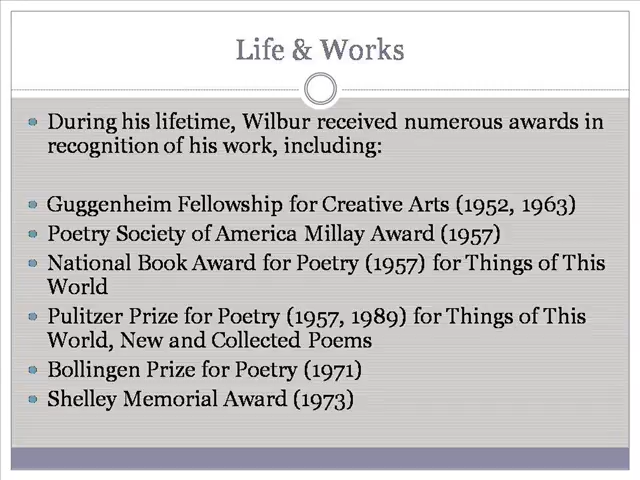 Life & Works
During his lifetime, Wilbur received numerous awards in
recognition of his work, including:
Guggenheim Fellowship for Creative Arts (1952, 1963)
Poetry Society of America Millay Award (1957)
National Book Award for Poetry (1957) for Things of This
World
Pulitzer Prize for Poetry (1957, 1989) for Things of This
World, New and Collected Poems
Bollingen Prize for Poetry (1971)
Shelley Memorial Award (1973)